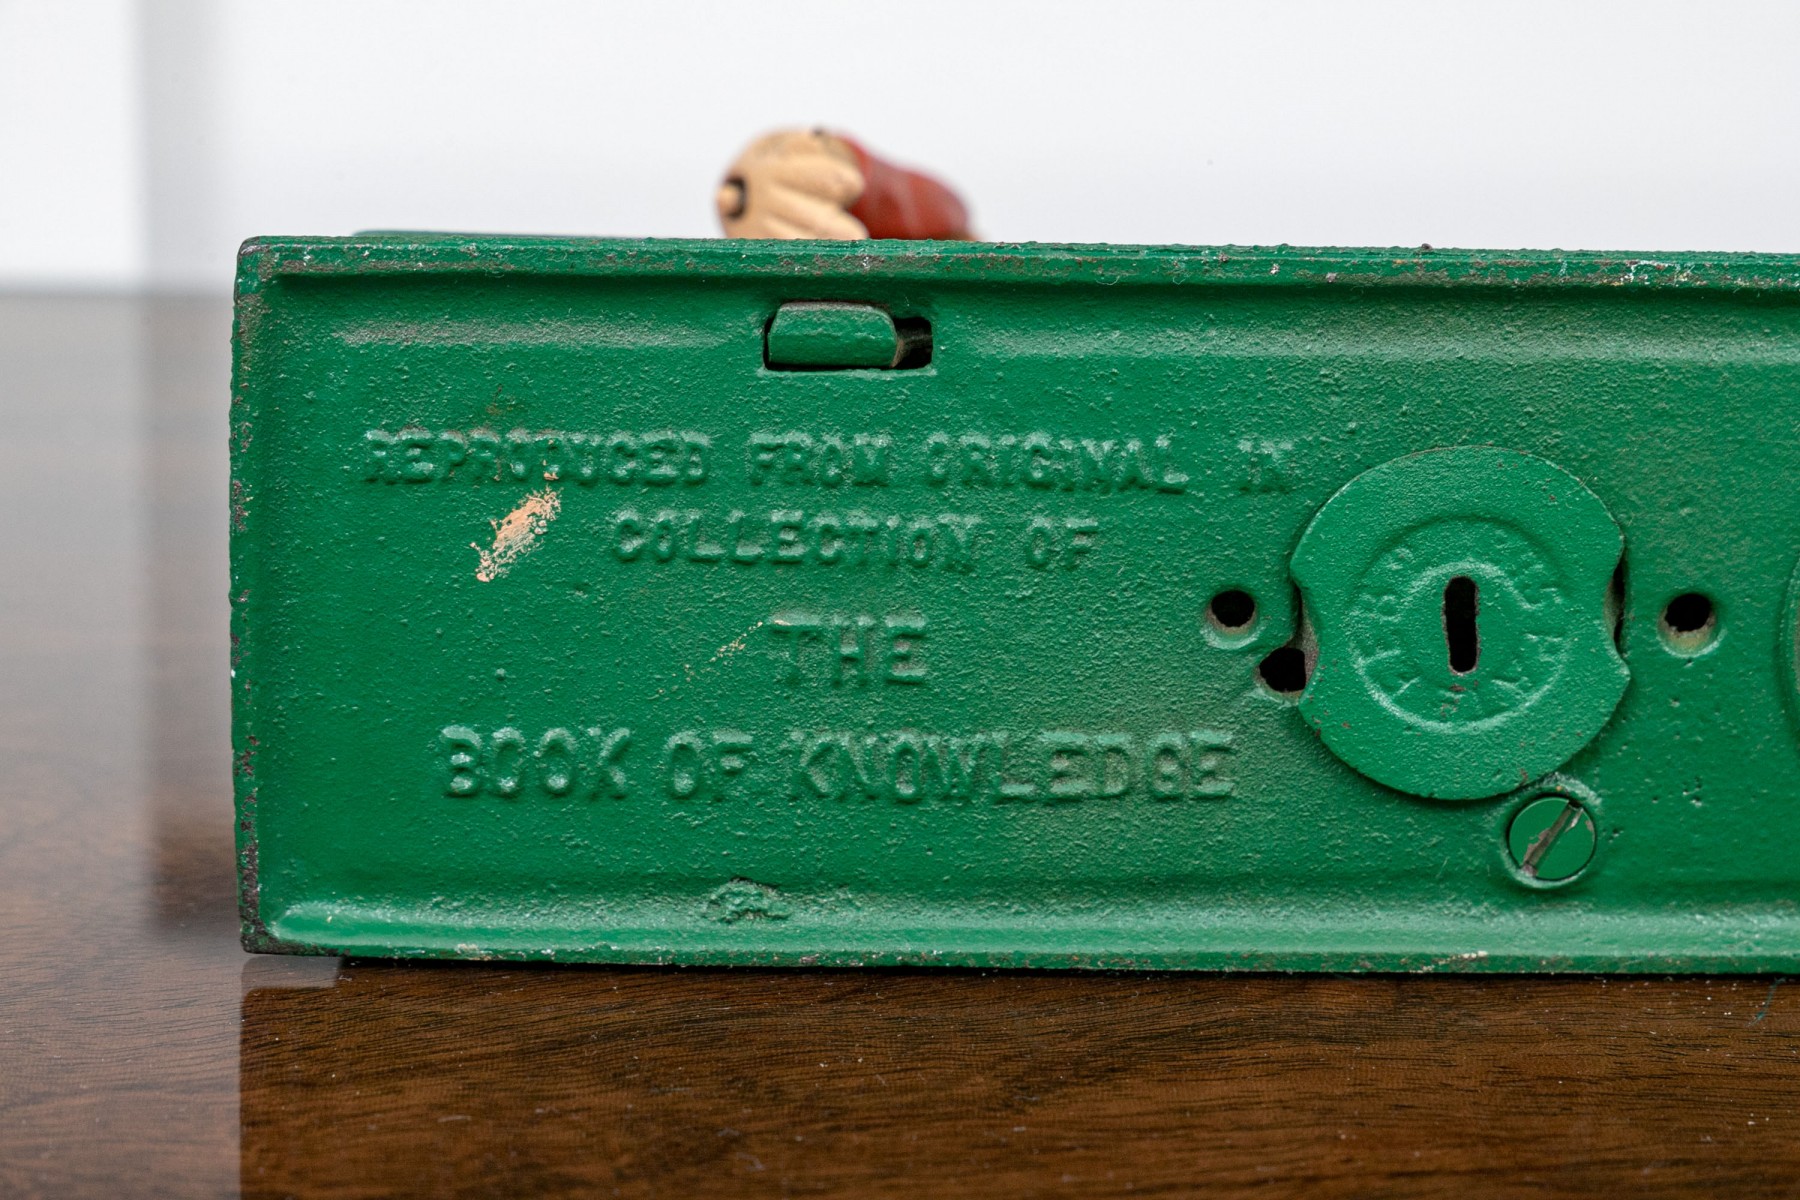 REPRODUCED FROM ORIGINAL IN
COLLECTION OF
THE
BOOK OF KNOWLEDGE